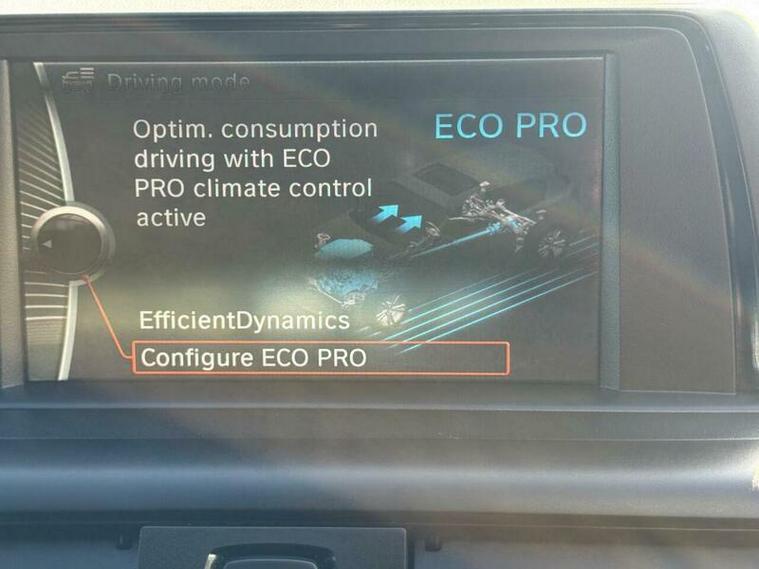 Driving mode
Optim. consumption
driving with ECO
PRO climate control
active
ECO PRO
EfficientDynamics
Configure ECO PRO